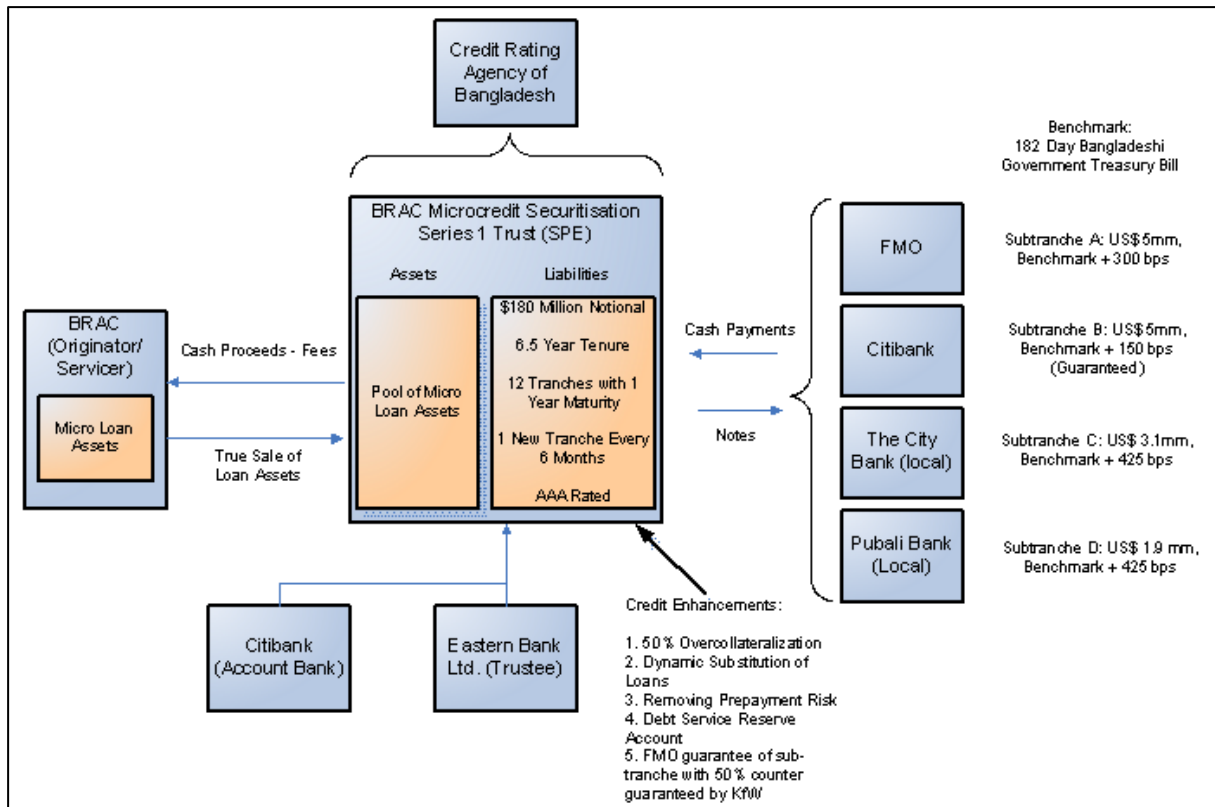 Credit Rating
Agency of
Bangladesh
Benchmark:
182 Day Bangladeshi
Government Treasury Bill
BRAC Microcredit Securitisation
Series 1 Trust (SPE)
Assets
Liabilities
Pool of Micro
Loan Assets
$180 Million Notional
6.5 Year Tenure
12 Tranches with 1
Year Maturity
1 New Tranche Every
6 Months
AAA Rated
BRAC
(Originator/
Servicer)
Micro Loan
Assets
Cash Proceeds - Fees
True Sale of
Loan Assets
Cash Payments
Notes
FMO
Subtranche A: US$ 5mm,
Benchmark + 300 bps
Citibank
Subtranche B: US$ 5mm,
Benchmark + 150 bps
(Guaranteed)
The City
Bank (local)
Subtranche C: US$ 3.1mm,
Benchmark + 425 bps
Pubali Bank
(Local)
Subtranche D: US$ 1.9 mm,
Benchmark + 425 bps
Citibank
(Account Bank)
Eastern Bank
Ltd. (Trustee)
Credit Enhancements:
1. 50% Overcollateralization
2. Dynamic Substitution of
Loans
3. Removing Prepayment Risk
4. Debt Service Reserve
Account
5. FMO guarantee of sub-
tranche with 50% counter
guaranteed by KfW